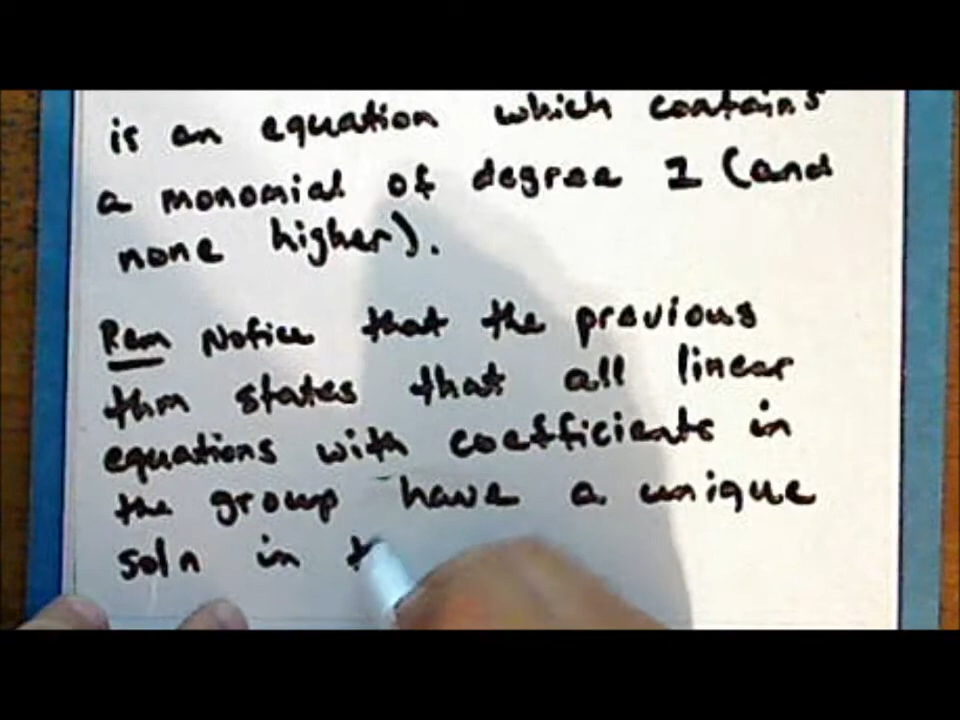 is an equation which contains
a monomial of degree 1 (and
none higher).
Rem Notice that the previous
thm states that all linear
equations with coefficients in
the group have a unique
soln in t